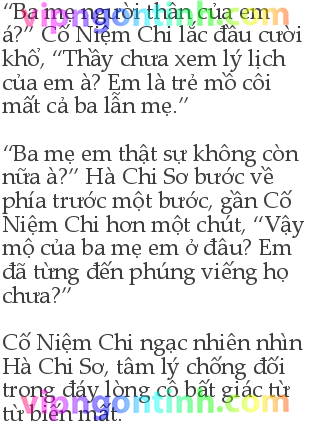 “Ba mẹ người thân của em
á?” Cố Niệm Chi lắc đầu cười
khổ, “Thầy chưa xem lý lịch
của em à? Em là trẻ mồ côi
mất cả ba lẫn mẹ.”
“Ba mẹ em thật sự không còn
nữa à?” Hà Chi Sơ bước về
phía trước một bước, gần Cố
Niệm Chi hơn một chút, “Vậy
mộ của ba mẹ em ở đâu? Em
đã từng đến phúng viếng họ
chưa?”
Cố Niệm Chi ngạc nhiên nhìn
Hà Chi Sơ, tâm lý chống đối
trong đáy lòng cô bất giác từ
từ biến mất.
vipngontinh.com
vipngontinh.com